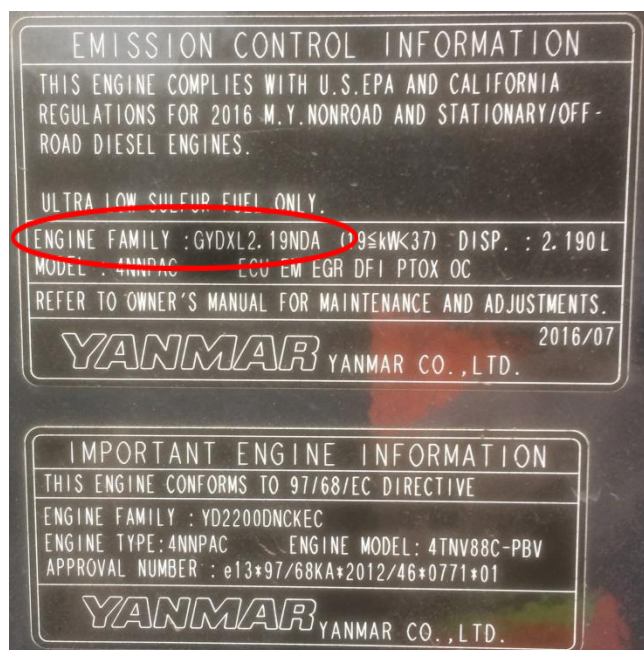 EMISSION CONTROL INFORMATION
THIS ENGINE COMPLIES WITH U.S.EPA AND CALIFORNIA
REGULATIONS FOR 2016 M.Y.NONROAD AND STATIONARY/OFF-
ROAD DIESEL ENGINES.
ULTRA LOW SULFUR FUEL ONLY.
ENGINE FAMILY :GYDXL2.19NDA (19≦kW<37) DISP. : 2.190L
MODEL : 4NNPAC ECU EM EGR DFI PTOX OC
REFER TO OWNER'S MANUAL FOR MAINTENANCE AND ADJUSTMENTS.
2016/07
YANMAR YANMAR CO.,LTD.
IMPORTANT ENGINE INFORMATION
THIS ENGINE CONFORMS TO 97/68/EC DIRECTIVE
ENGINE FAMILY : YD2200DNCKEC
ENGINE TYPE:4NNPAC ENGINE MODEL: 4TNV88C-PBV
APPROVAL NUMBER : e13*97/68KA*2012/46*0771*01
YANMAR YANMAR CO.,LTD.